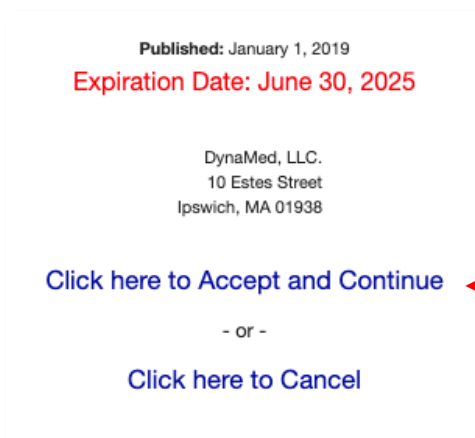 Published: January 1, 2019
Expiration Date: June 30, 2025
DynaMed, LLC.
10 Estes Street
Ipswich, MA 01938
Click here to Accept and Continue
- or -
Click here to Cancel